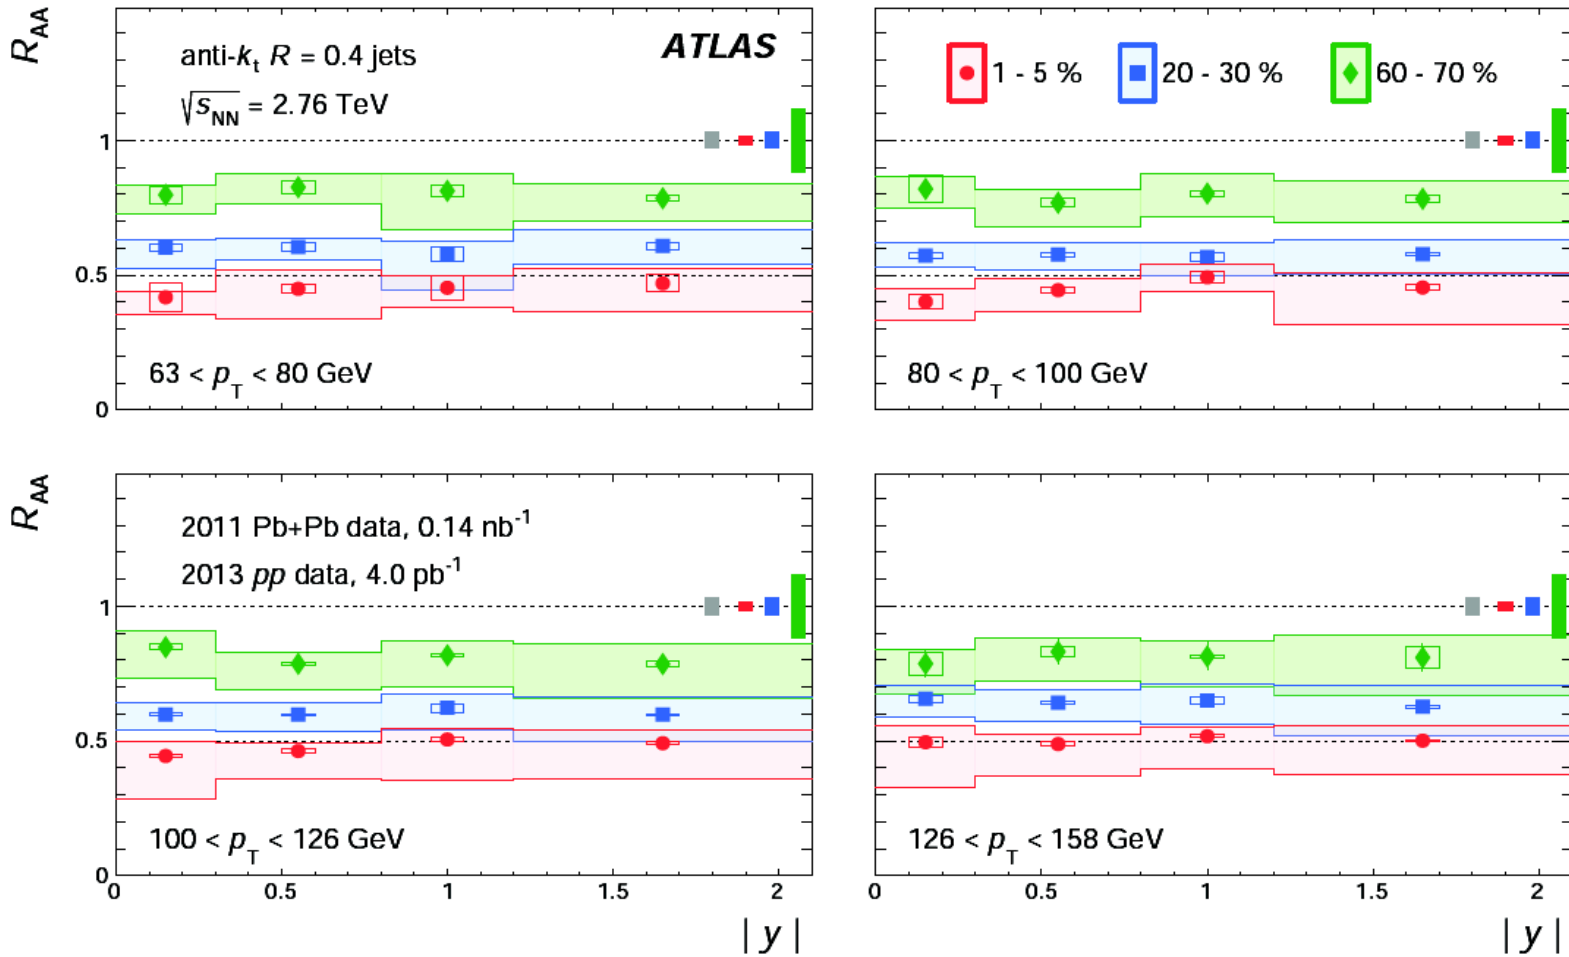 R_AA
anti-k_t R = 0.4 jets
ATLAS
√s_NN = 2.76 TeV
1 - 5 %
20 - 30 %
60 - 70 %
1
0.5
0
63 < p_T < 80 GeV
80 < p_T < 100 GeV
R_AA
2011 Pb+Pb data, 0.14 nb⁻¹
2013 pp data, 4.0 pb⁻¹
1
0.5
0
100 < p_T < 126 GeV
126 < p_T < 158 GeV
0 0.5 1 1.5 2
0 0.5 1 1.5 2
| y |
| y |